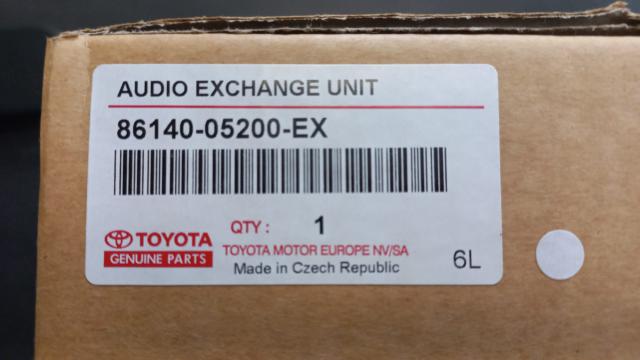 AUDIO EXCHANGE UNIT
86140-05200-EX
QTY : 1
TOYOTA
GENUINE PARTS
TOYOTA MOTOR EUROPE NV/SA
Made in Czech Republic
6L